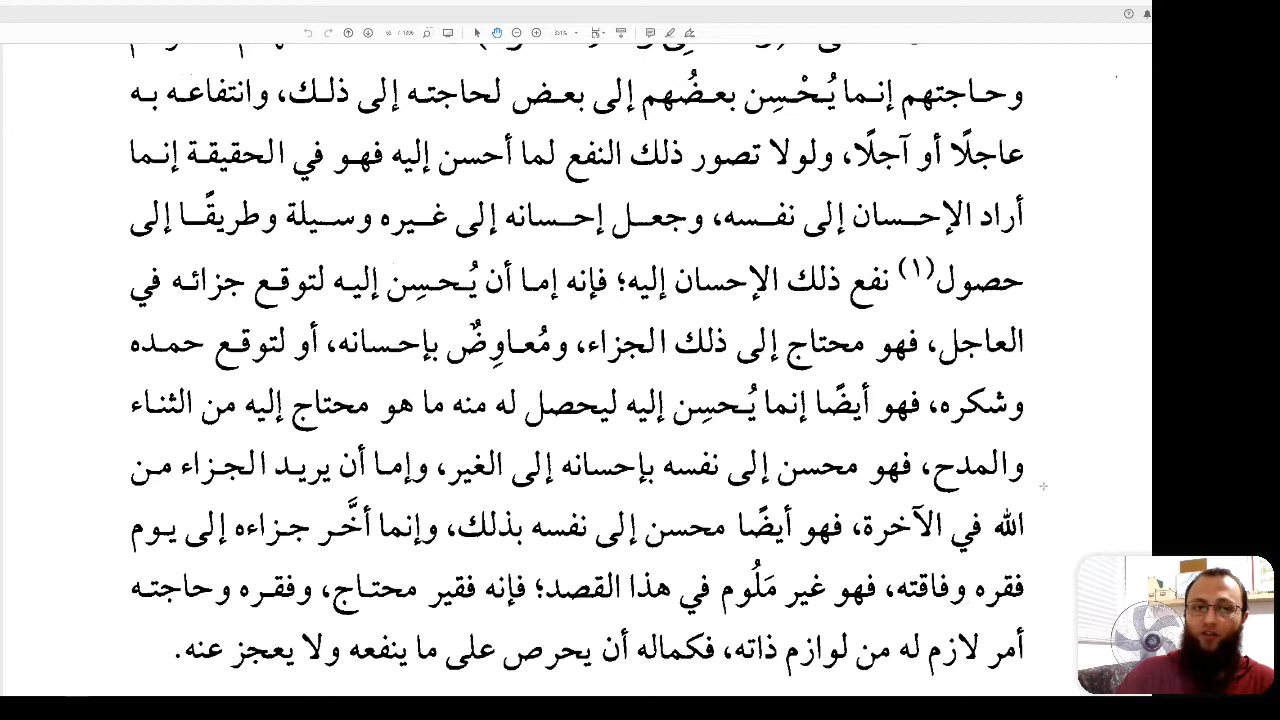 وحاجتهم إنما يُحْسِن بعضُهم إلى بعض لحاجته إلى ذلك، وانتفاعه به
عاجلًا أو آجلًا، ولولا تصور ذلك النفع لما أحسن إليه فهو في الحقيقة إنما
أراد الإحسان إلى نفسه، وجعل إحسانه إلى غيره وسيلة وطريقًا إلى
حصول(١) نفع ذلك الإحسان إليه؛ فإنه إما أن يُحسِن إليه لتوقع جزائه في
العاجل، فهو محتاج إلى ذلك الجزاء، ومُعاوِضٌ بإحسانه، أو لتوقع حمده
وشكره، فهو أيضًا إنما يُحسِن إليه ليحصل له منه ما هو محتاج إليه من الثناء
والمدح، فهو محسن إلى نفسه بإحسانه إلى الغير، وإما أن يريد الجزاء من
الله في الآخرة، فهو أيضًا محسن إلى نفسه بذلك، وإنما أخَّر جزاءه إلى يوم
فقره وفاقته، فهو غير مَلُوم في هذا القصد؛ فإنه فقير محتاج، وفقره وحاجته
أمر لازم له من لوازم ذاته، فكماله أن يحرص على ما ينفعه ولا يعجز عنه.